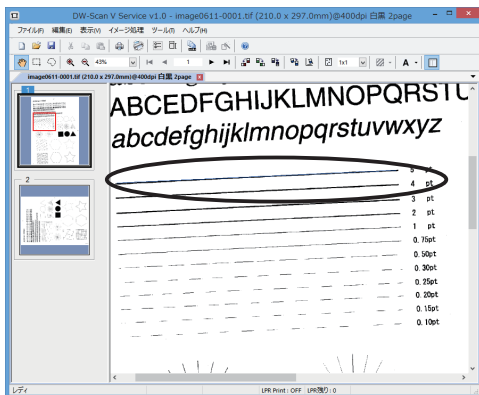 DW-Scan V Service v1.0 - image0611-0001.tif (210.0 x 297.0mm)@400dpi 白黒 2page
ファイル(F) 編集(E) 表示(V) イメージ処理 ツール(T) ヘルプ(H)
1
43%
1x1
A
image0611-0001.tif (210.0 x 297.0mm)@400dpi 白黒 2page
1
2
ABCEDFGHIJKLMNOPQRSTU
abcdefghijklmnopqrstuvwxyz
5 pt
4 pt
3 pt
2 pt
1 pt
0.75pt
0.50pt
0.30pt
0.25pt
0.20pt
0.15pt
0.10pt
レディ
LPR Print : OFF LPR残り : 0